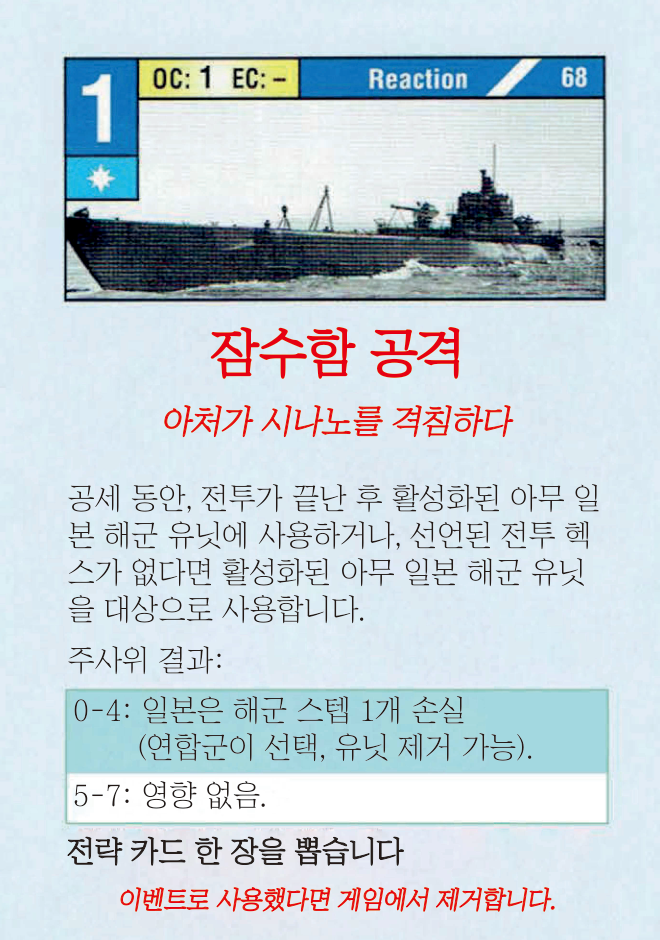 1
OC: 1 EC: –
Reaction
68
잠수함 공격
아처가 시나노를 격침하다
공세 동안, 전투가 끝난 후 활성화된 아무 일
본 해군 유닛에 사용하거나, 선언된 전투 헥
스가 없다면 활성화된 아무 일본 해군 유닛
을 대상으로 사용합니다.
주사위 결과:
0-4: 일본은 해군 스텝 1개 손실
(연합군이 선택, 유닛 제거 가능).
5-7: 영향 없음.
전략 카드 한 장을 뽑습니다
이벤트로 사용했다면 게임에서 제거합니다.